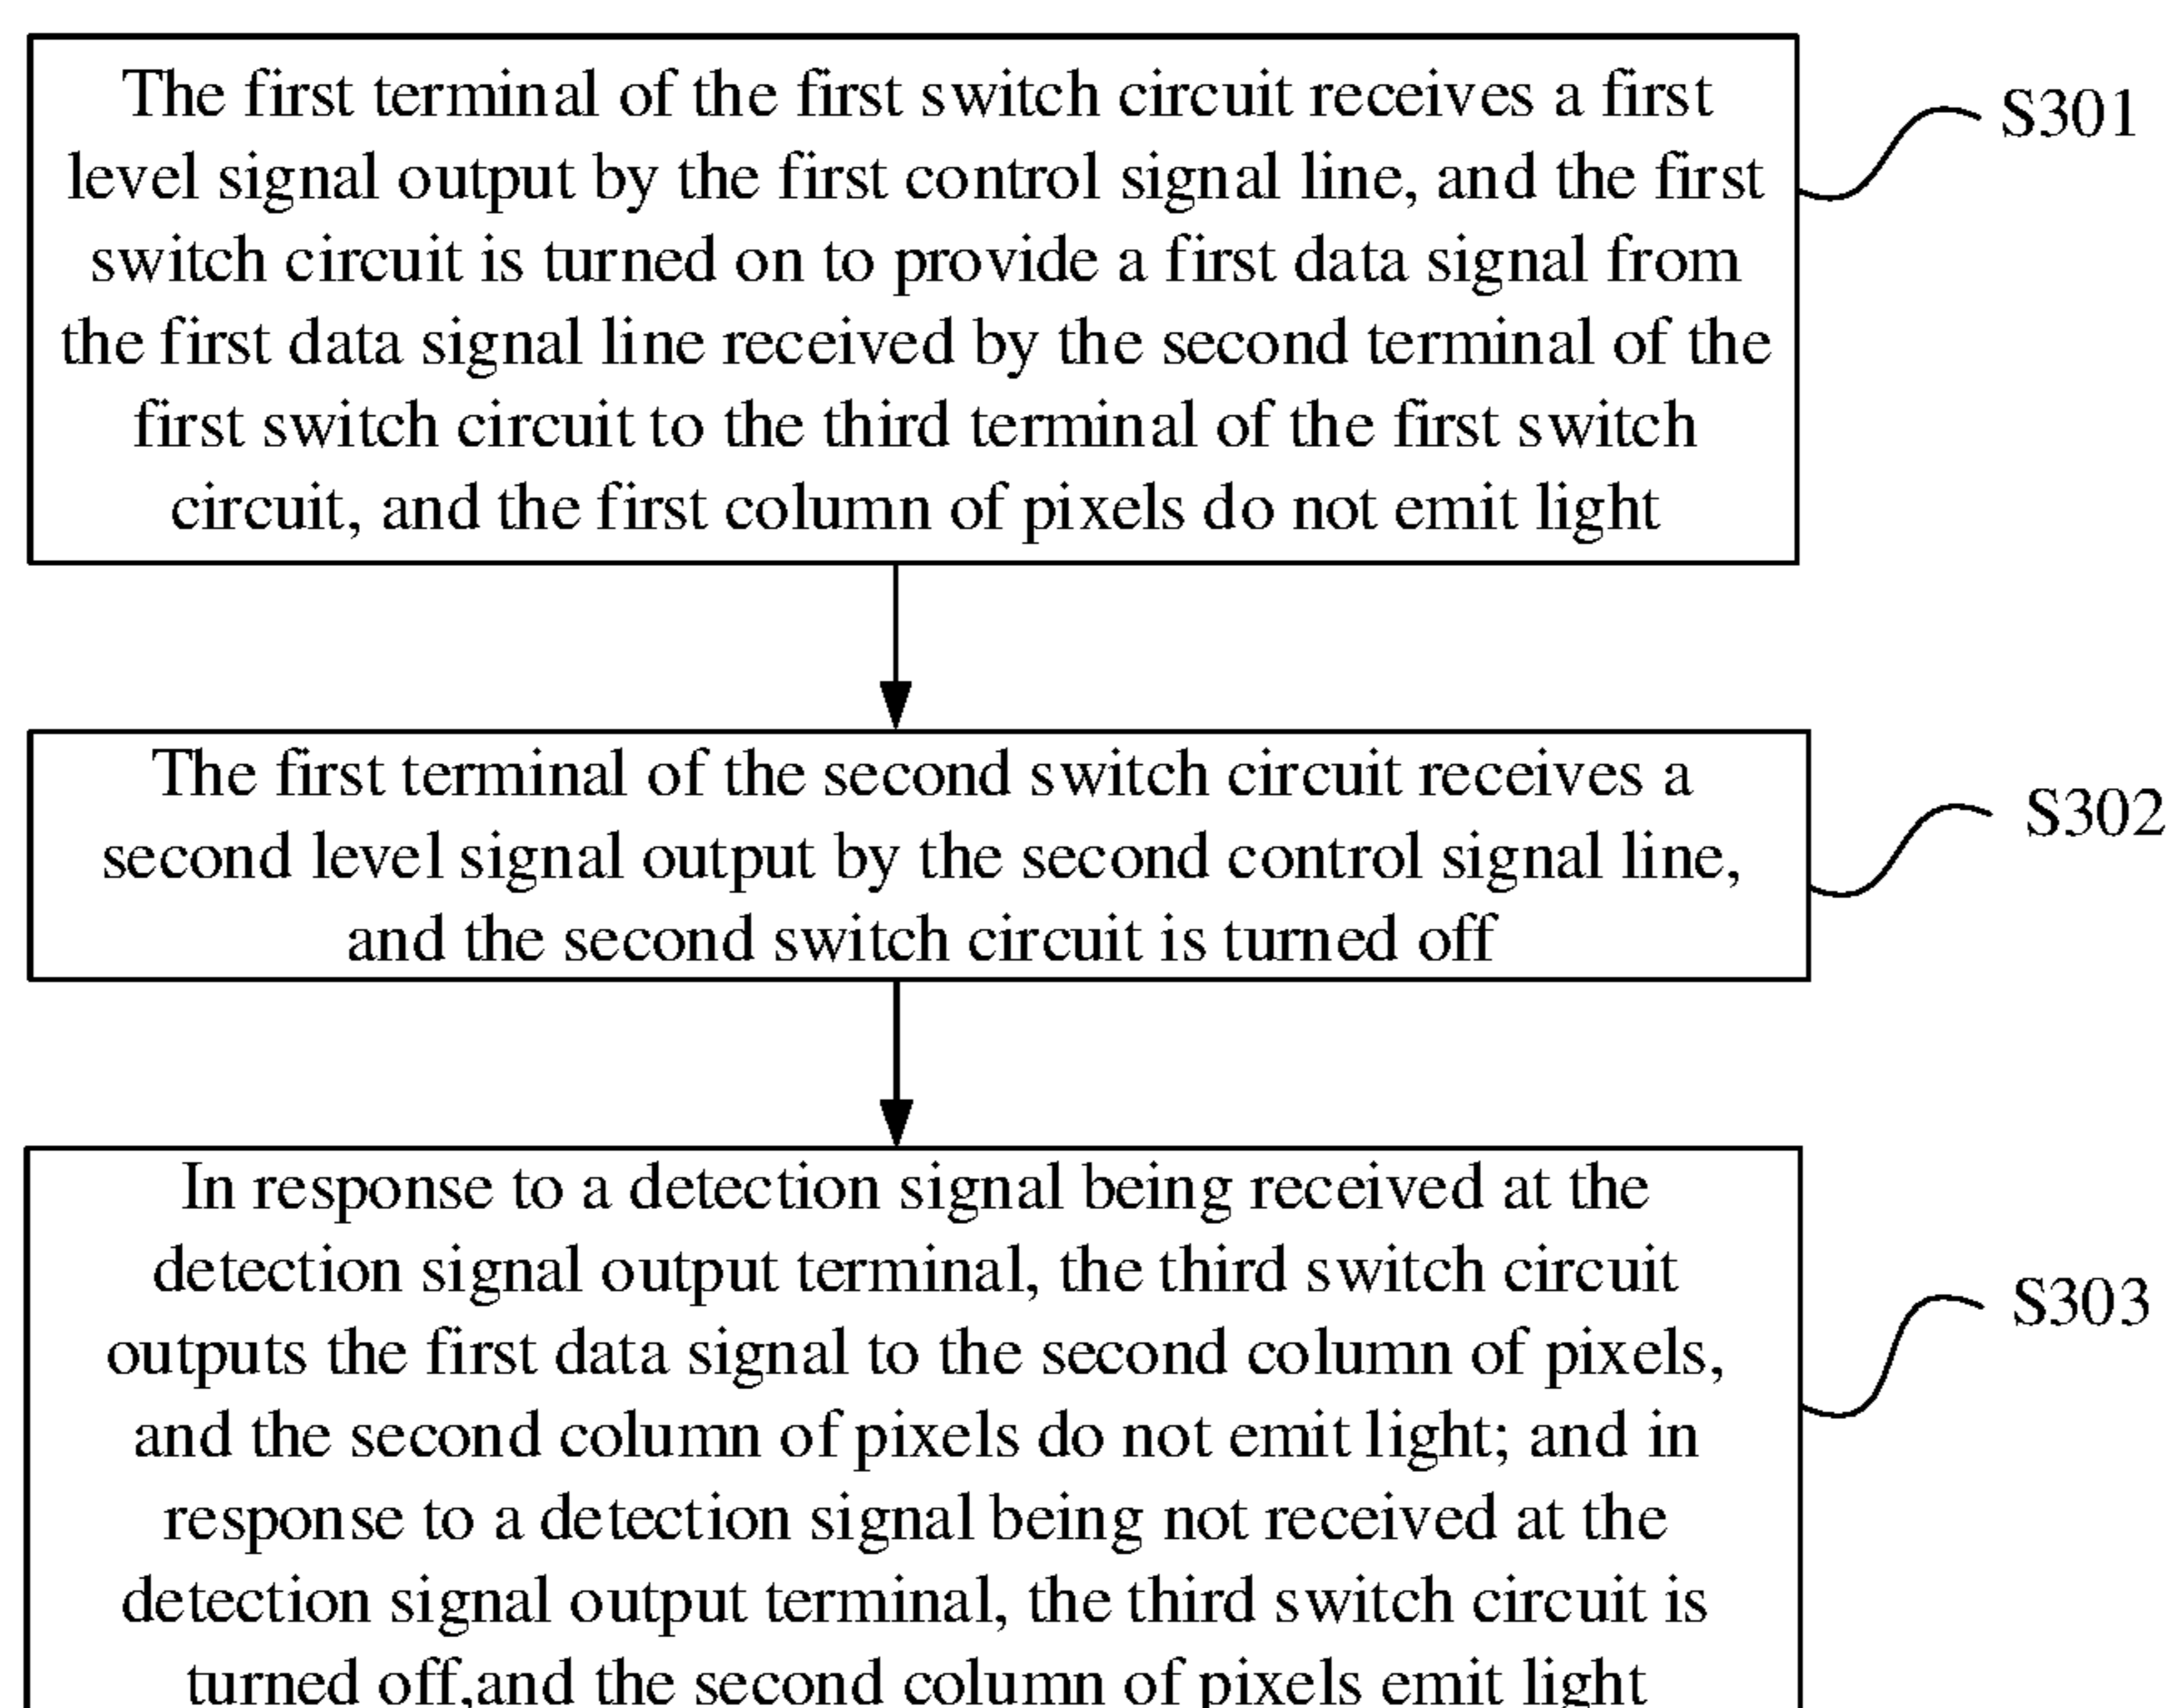 The first terminal of the first switch circuit receives a first
level signal output by the first control signal line, and the first
switch circuit is turned on to provide a first data signal from
the first data signal line received by the second terminal of the
first switch circuit to the third terminal of the first switch
circuit, and the first column of pixels do not emit light
S301
The first terminal of the second switch circuit receives a
second level signal output by the second control signal line,
and the second switch circuit is turned off
S302
In response to a detection signal being received at the
detection signal output terminal, the third switch circuit
outputs the first data signal to the second column of pixels,
and the second column of pixels do not emit light; and in
response to a detection signal being not received at the
detection signal output terminal, the third switch circuit is
turned off,and the second column of pixels emit light
S303